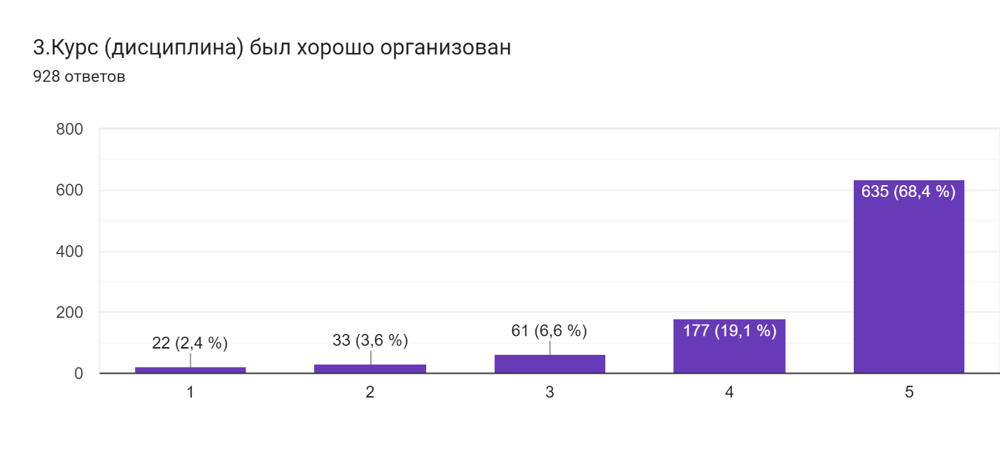 3.Курс (дисциплина) был хорошо организован
928 ответов
800
600
400
200
0
22 (2,4 %)
33 (3,6 %)
61 (6,6 %)
177 (19,1 %)
635 (68,4 %)
1
2
3
4
5